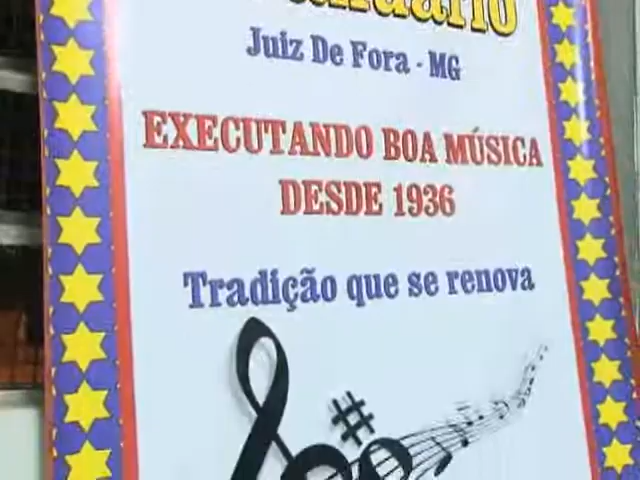 Juiz De Fora - MG
EXECUTANDO BOA MÚSICA
DESDE 1936
Tradição que se renova